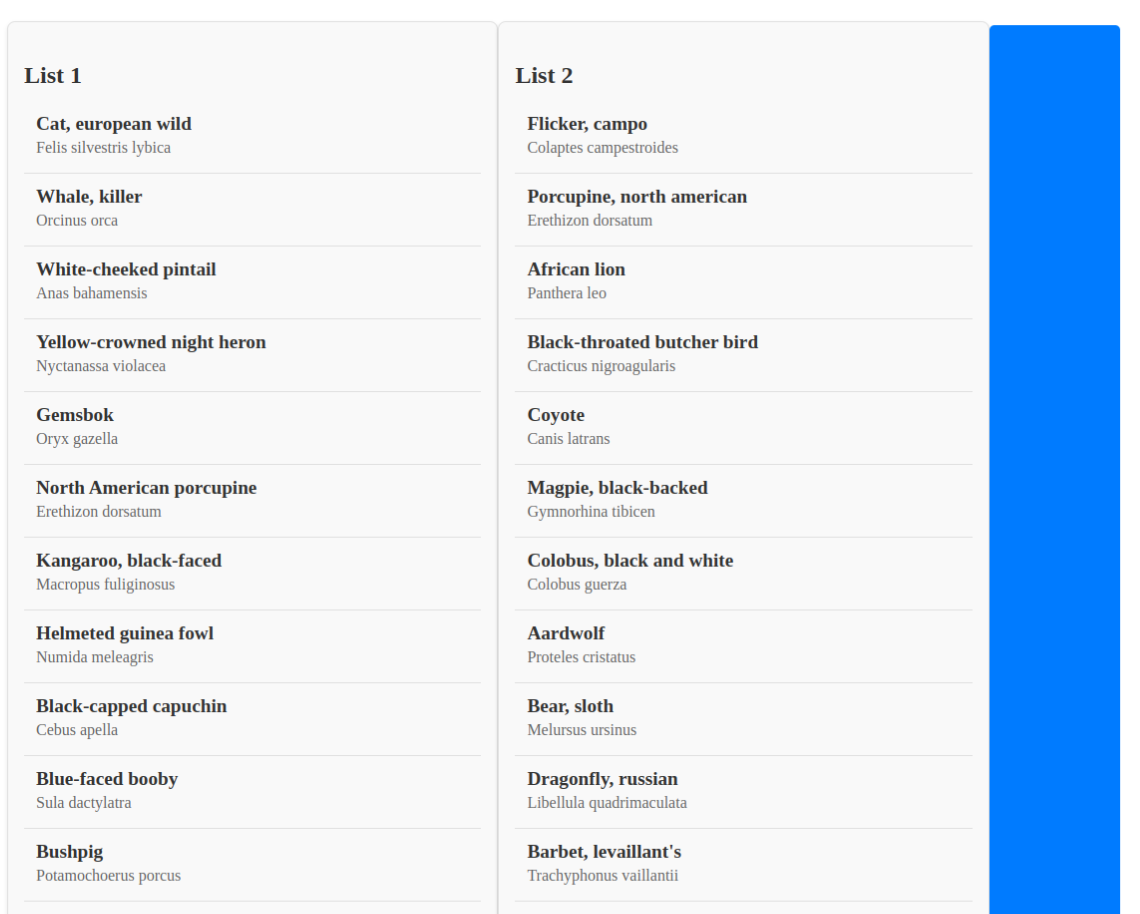 List 1
Cat, european wild
Felis silvestris lybica
Whale, killer
Orcinus orca
White-cheeked pintail
Anas bahamensis
Yellow-crowned night heron
Nyctanassa violacea
Gemsbok
Oryx gazella
North American porcupine
Erethizon dorsatum
Kangaroo, black-faced
Macropus fuliginosus
Helmeted guinea fowl
Numida meleagris
Black-capped capuchin
Cebus apella
Blue-faced booby
Sula dactylatra
Bushpig
Potamochoerus porcus
List 2
Flicker, campo
Colaptes campestroides
Porcupine, north american
Erethizon dorsatum
African lion
Panthera leo
Black-throated butcher bird
Cracticus nigroagularis
Coyote
Canis latrans
Magpie, black-backed
Gymnorhina tibicen
Colobus, black and white
Colobus guerza
Aardwolf
Proteles cristatus
Bear, sloth
Melursus ursinus
Dragonfly, russian
Libellula quadrimaculata
Barbet, levaillant's
Trachyphonus vaillantii